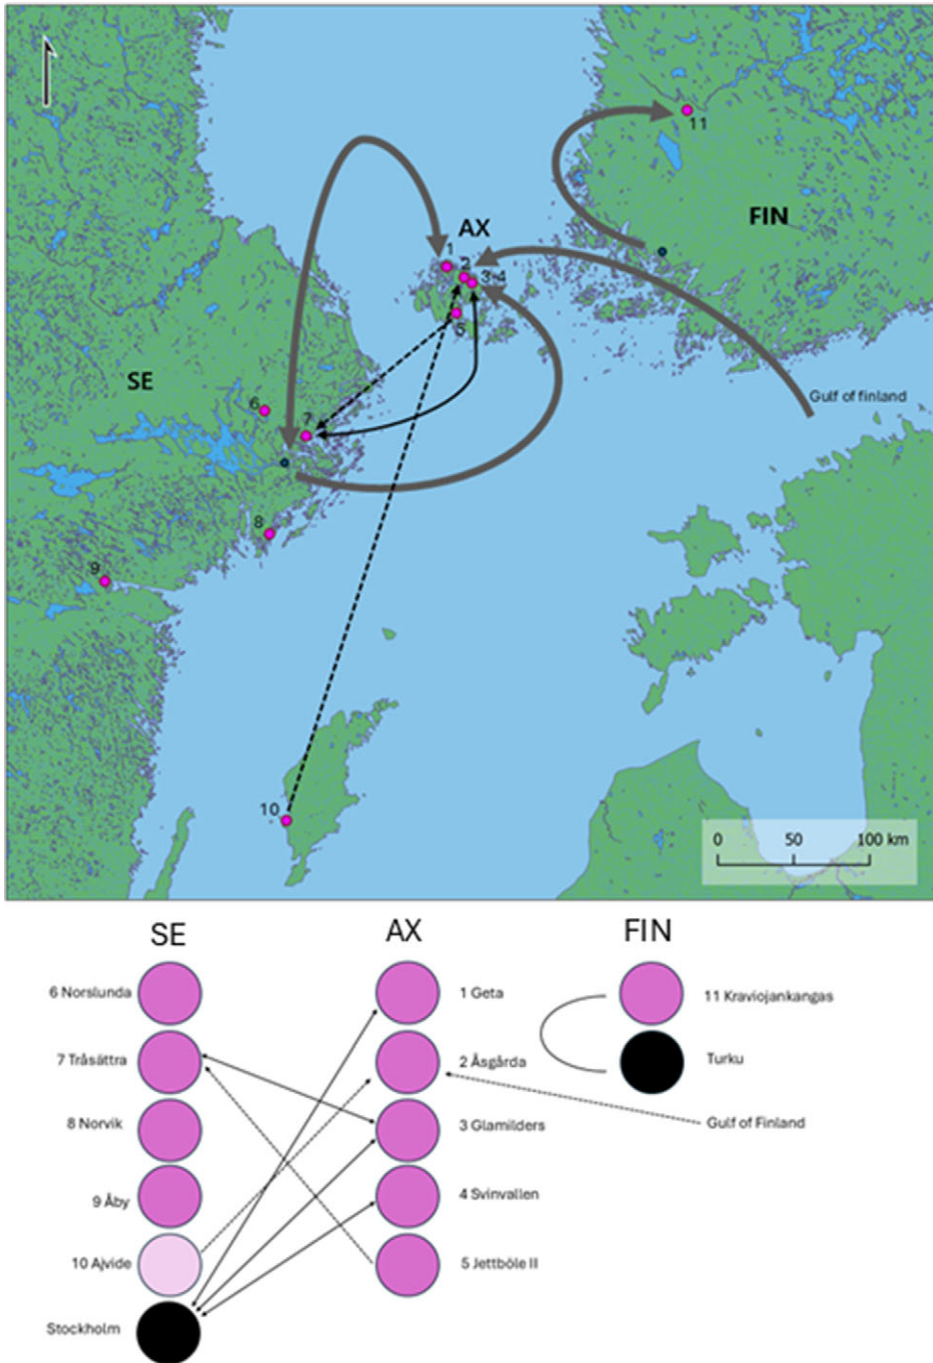 11
FIN
AX
1
2
3-4
5
SE
Gulf of finland
6
7
8
9
10
0 50 100 km
SE AX FIN
6 Norslunda 1 Geta 11 Kraviojankangas
7 Tråsättra 2 Åsgårda Turku
8 Norvik 3 Glamilders Gulf of Finland
9 Åby 4 Svinvallen
10 Ajvide 5 Jettböle II
Stockholm